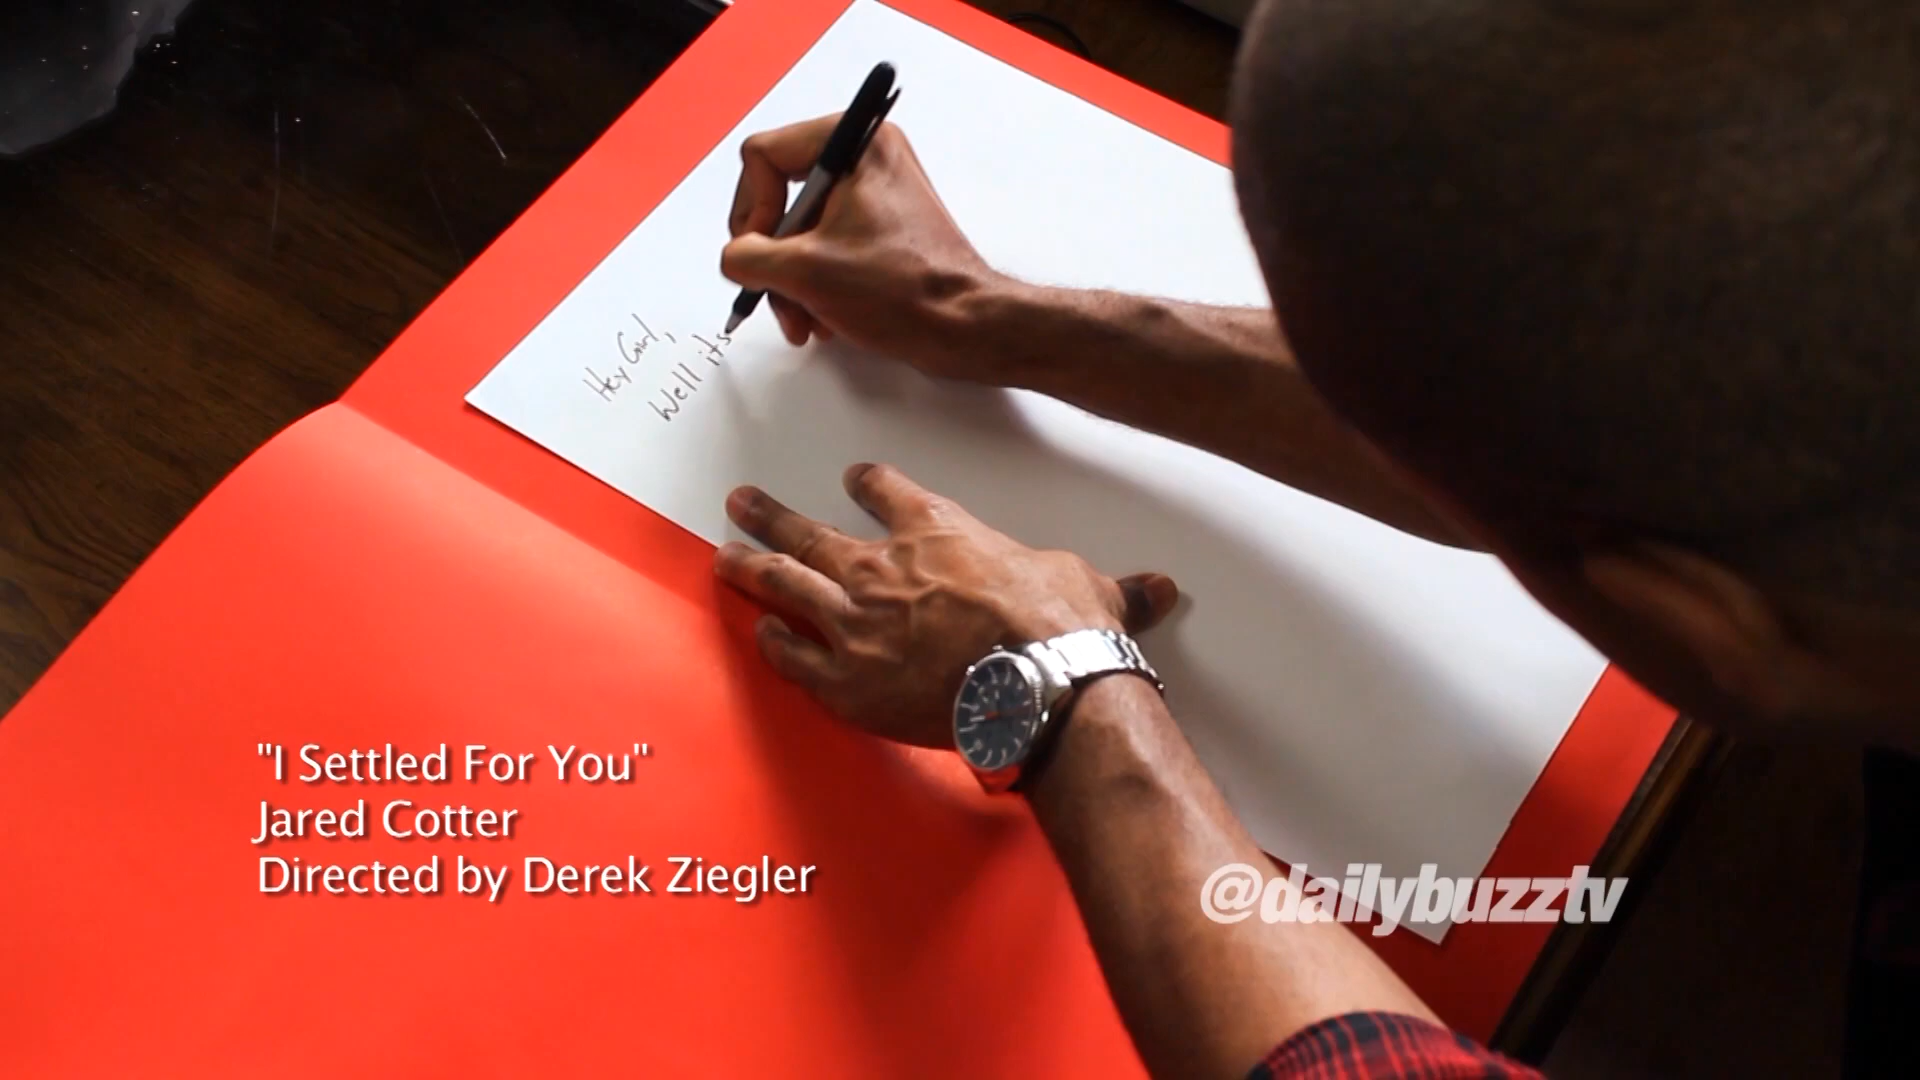 Hey Girl,
Well its
"I Settled For You"
Jared Cotter
Directed by Derek Ziegler
@dailybuzztv